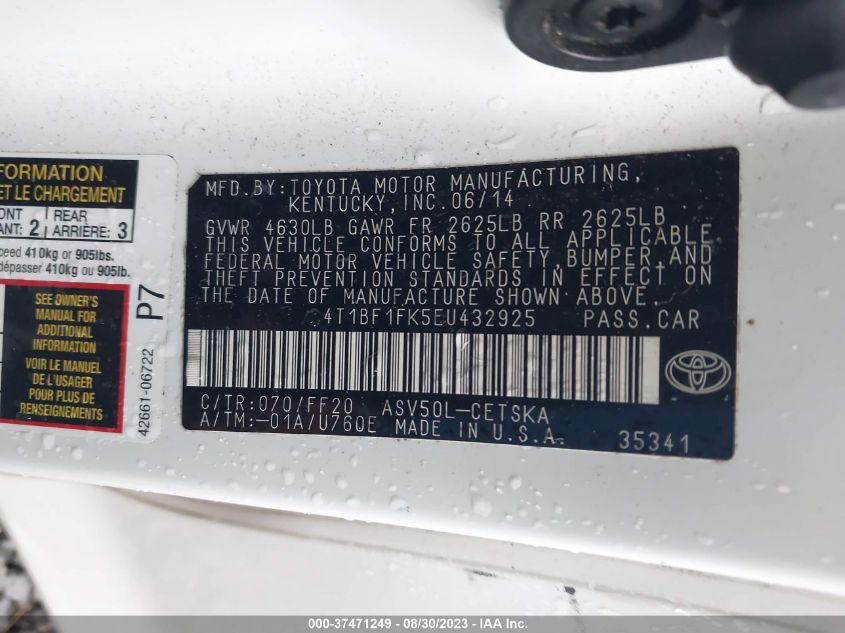 FORMATION
ET LE CHARGEMENT
ONT REAR
ANT: 2 ARRIÈRE: 3
ceed 410kg or 905lbs.
dépasser 410kg ou 905lb.
SEE OWNER'S
MANUAL FOR
ADDITIONAL
INFORMATION
VOIR LE MANUEL
DE L'USAGER
POUR PLUS DE
RENSEIGNEMENTS
P7
42661-06722
MFD.BY:TOYOTA MOTOR MANUFACTURING,
KENTUCKY, INC.06/14
GVWR 4630LB GAWR FR 2625LB RR 2625LB
THIS VEHICLE CONFORMS TO ALL APPLICABLE
FEDERAL MOTOR VEHICLE SAFETY,BUMPER,AND
THEFT PREVENTION STANDARDS IN EFFECT ON
THE DATE OF MANUFACTURE SHOWN ABOVE.
4T1BF1FK5EU432925 PASS.CAR
C/TR:070/FF20 ASV50L-CETSKA
A/TM:-01A/U760E MADE IN U.S.A. 35341
000-37471249 - 08/30/2023 - IAA Inc.